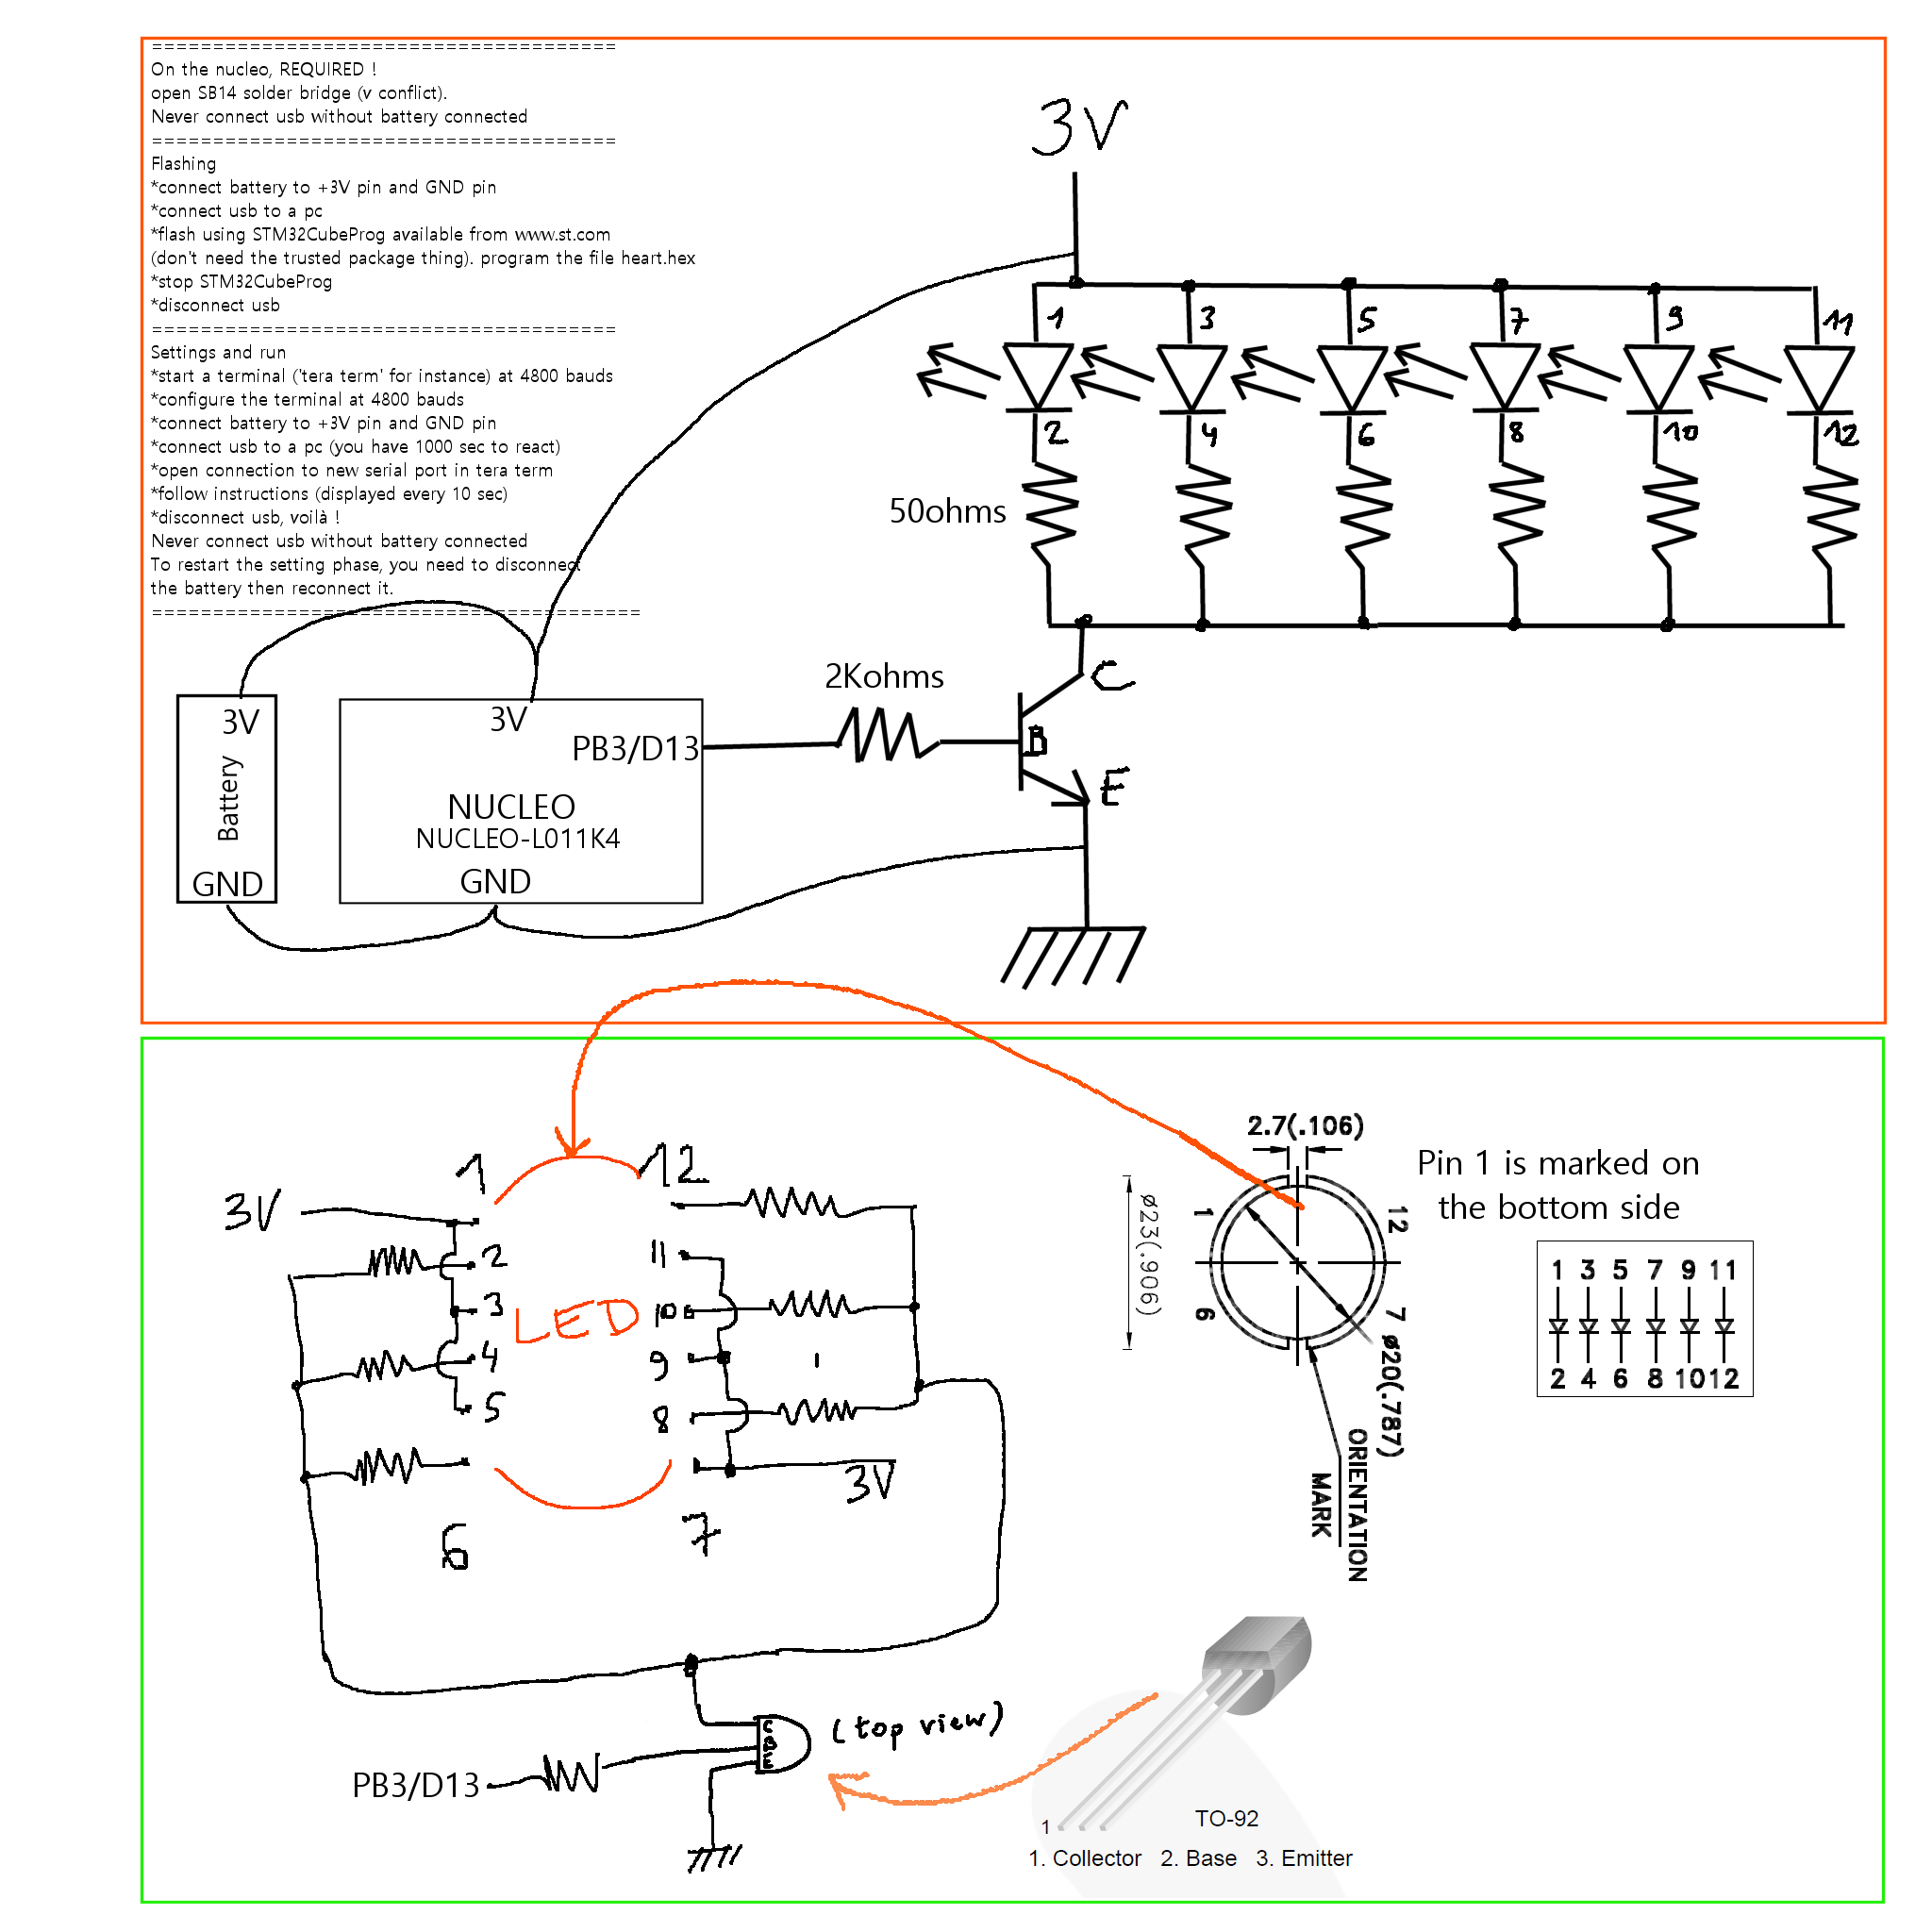 ======================================
On the nucleo, REQUIRED !
open SB14 solder bridge (v conflict).
Never connect usb without battery connected
======================================
Flashing
*connect battery to +3V pin and GND pin
*connect usb to a pc
*flash using STM32CubeProg available from www.st.com
(don't need the trusted package thing). program the file heart.hex
*stop STM32CubeProg
*disconnect usb
======================================
Settings and run
*start a terminal ('tera term' for instance) at 4800 bauds
*configure the terminal at 4800 bauds
*connect battery to +3V pin and GND pin
*connect usb to a pc (you have 1000 sec to react)
*open connection to new serial port in tera term
*follow instructions (displayed every 10 sec)
*disconnect usb, voilà !
Never connect usb without battery connected
To restart the setting phase, you need to disconnect
the battery then reconnect it.
========================================
3V
1 3 5 7 9 11
2 4 6 8 10 12
50ohms
2Kohms
C
B
E
3V
Battery
GND
3V
PB3/D13
NUCLEO
NUCLEO-L011K4
GND
1 12
3V
2
11
3
LED
10
4
9
5
8
3V
6 7
2.7(.106)
ø23(.906)
1
12
6
7
ø20(.787)
ORIENTATION
MARK
Pin 1 is marked on
the bottom side
1 3 5 7 9 11
2 4 6 8 10 12
C
B
E
(top view)
PB3/D13
1
TO-92
1. Collector 2. Base 3. Emitter